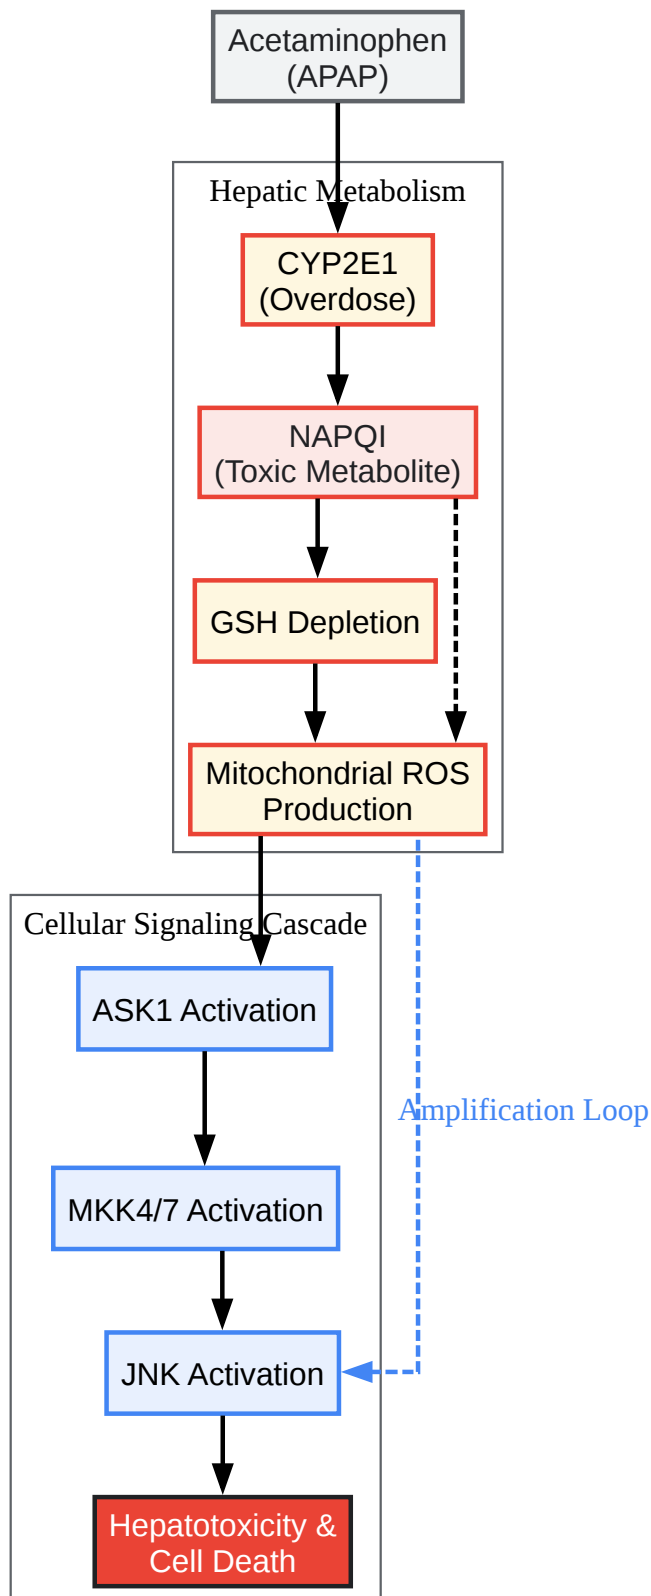 Acetaminophen
(APAP)
Hepatic Metabolism
CYP2E1
(Overdose)
NAPQI
(Toxic Metabolite)
GSH Depletion
Mitochondrial ROS
Production
Cellular Signaling Cascade
ASK1 Activation
Amplification Loop
MKK4/7 Activation
JNK Activation
Hepatotoxicity &
Cell Death